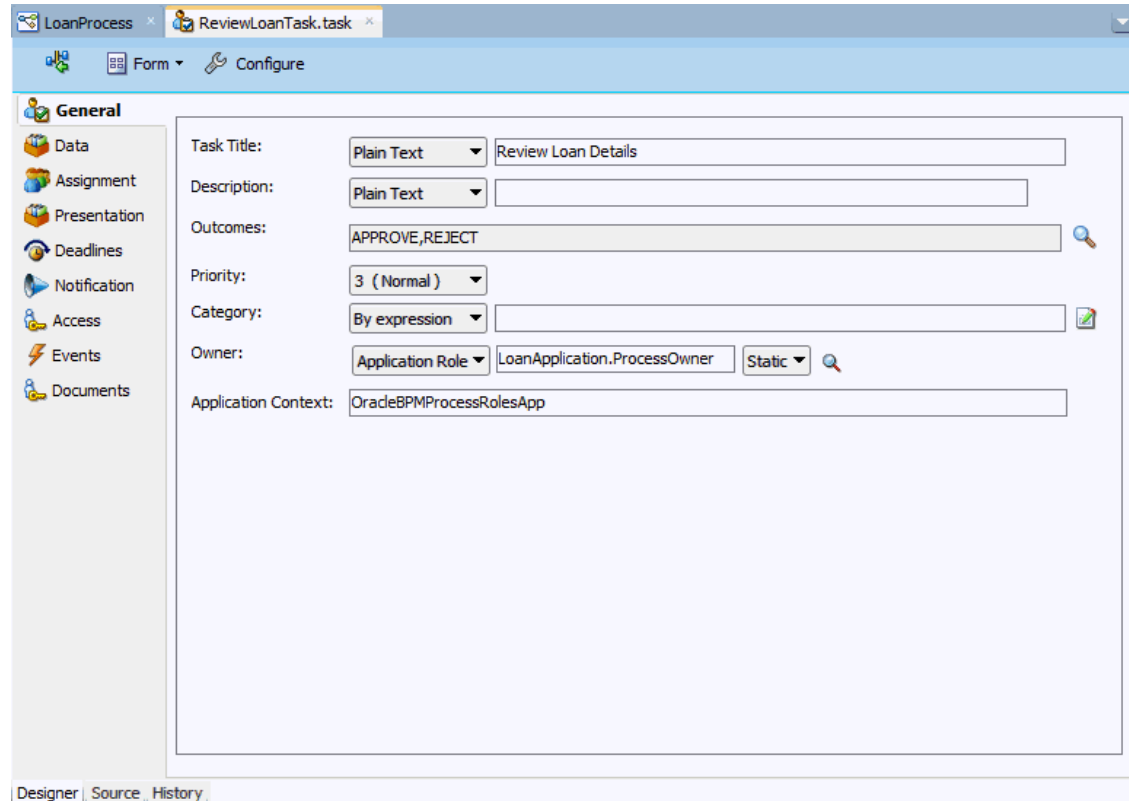 LoanProcess ReviewLoanTask.task
Form Configure
General
Data
Assignment
Presentation
Deadlines
Notification
Access
Events
Documents
Task Title: Plain Text Review Loan Details
Description: Plain Text
Outcomes: APPROVE,REJECT
Priority: 3 (Normal)
Category: By expression
Owner: Application Role LoanApplication.ProcessOwner Static
Application Context: OracleBPMProcessRolesApp
Designer Source History